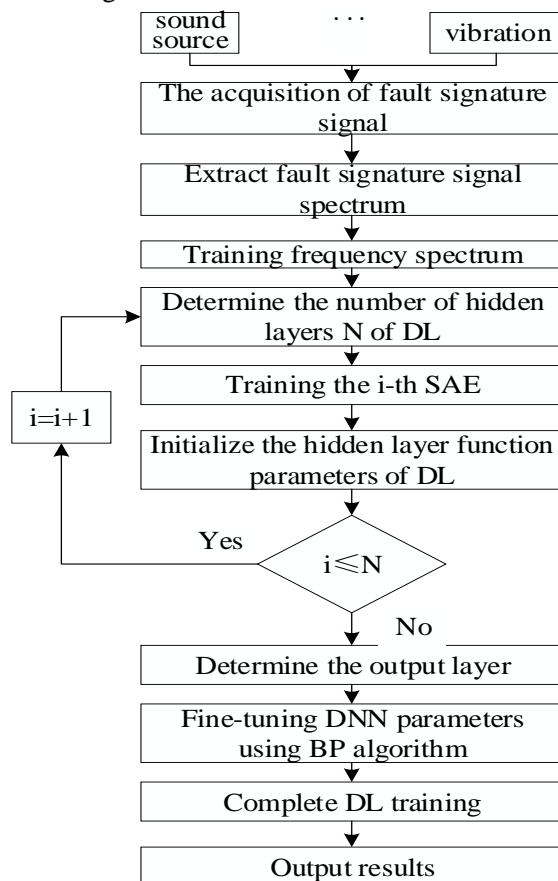 sound
source
...
vibration
The acquisition of fault signature
signal
Extract fault signature signal
spectrum
Training frequency spectrum
Determine the number of hidden
layers N of DL
Training the i-th SAE
i=i+1
Initialize the hidden layer function
parameters of DL
Yes
i≤N
No
Determine the output layer
Fine-tuning DNN parameters
using BP algorithm
Complete DL training
Output results